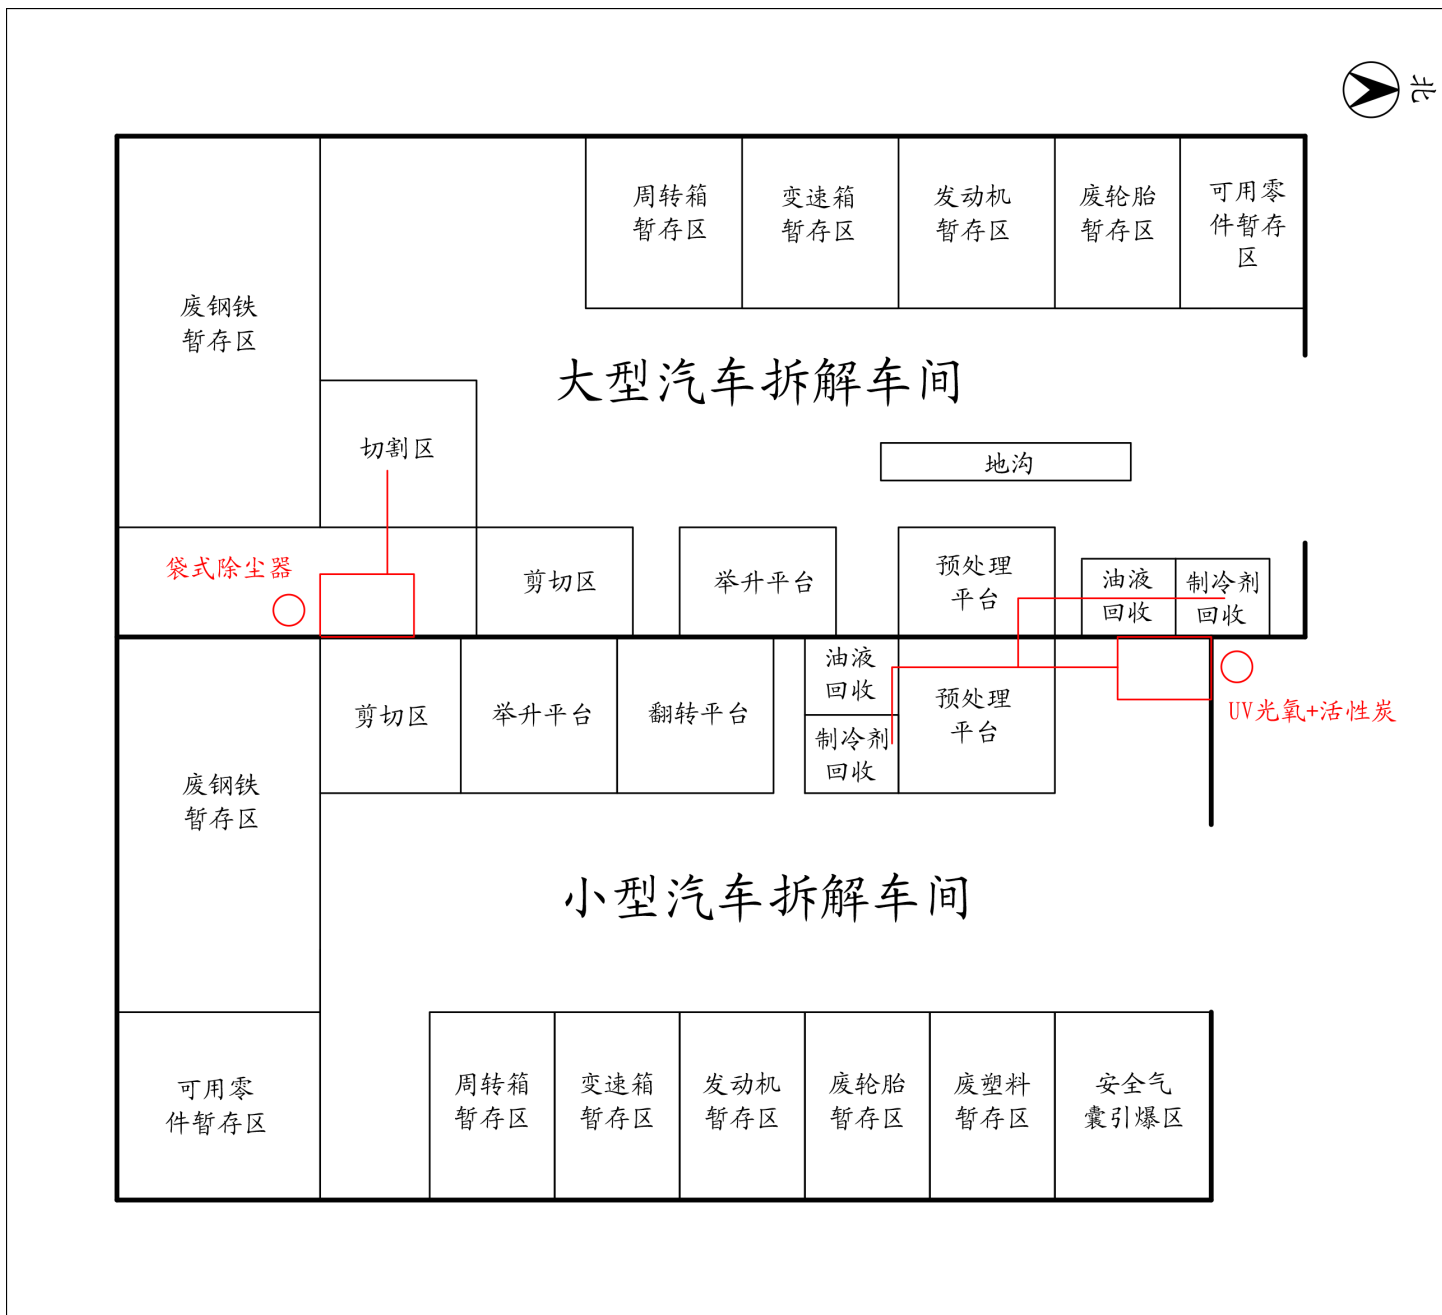 北
周转箱
暂存区
变速箱
暂存区
发动机
暂存区
废轮胎
暂存区
可用零
件暂存
区
废钢铁
暂存区
大型汽车拆解车间
切割区
地沟
袋式除尘器
剪切区
举升平台
预处理
平台
油液
回收
制冷剂
回收
剪切区
举升平台
翻转平台
油液
回收
制冷剂
回收
预处理
平台
UV光氧+活性炭
废钢铁
暂存区
小型汽车拆解车间
可用零
件暂存区
周转箱
暂存区
变速箱
暂存区
发动机
暂存区
废轮胎
暂存区
废塑料
暂存区
安全气
囊引爆区